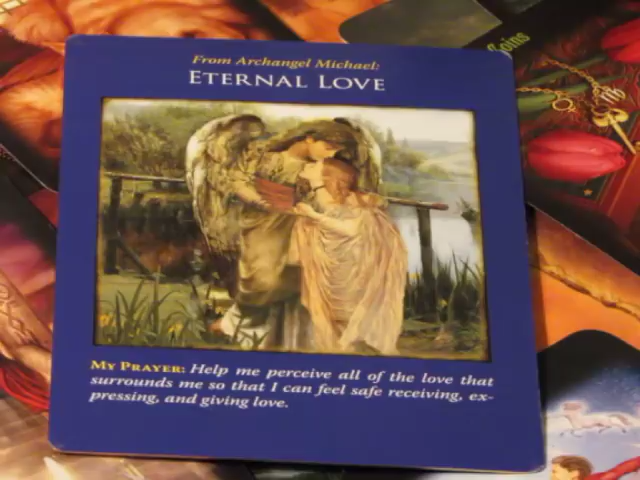 From Archangel Michael:
ETERNAL LOVE
MY PRAYER: Help me perceive all of the love that
surrounds me so that I can feel safe receiving, ex-
pressing, and giving love.
oins